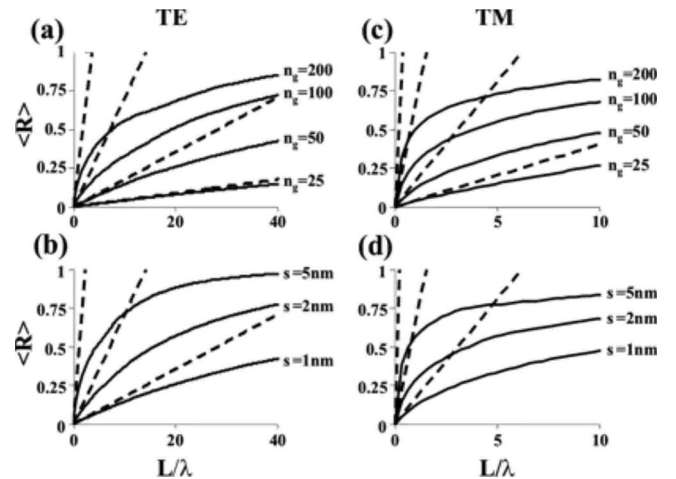 TE
TM
(a)
1
0.75
0.5
0.25
0
<R>
n_g=200
n_g=100
n_g=50
n_g=25
0
20
40
(c)
1
0.75
0.5
0.25
0
n_g=200
n_g=100
n_g=50
n_g=25
0
5
10
(b)
1
0.75
0.5
0.25
0
<R>
s=5nm
s=2nm
s=1nm
0
20
40
L/λ
(d)
1
0.75
0.5
0.25
0
s=5nm
s=2nm
s=1nm
0
5
10
L/λ